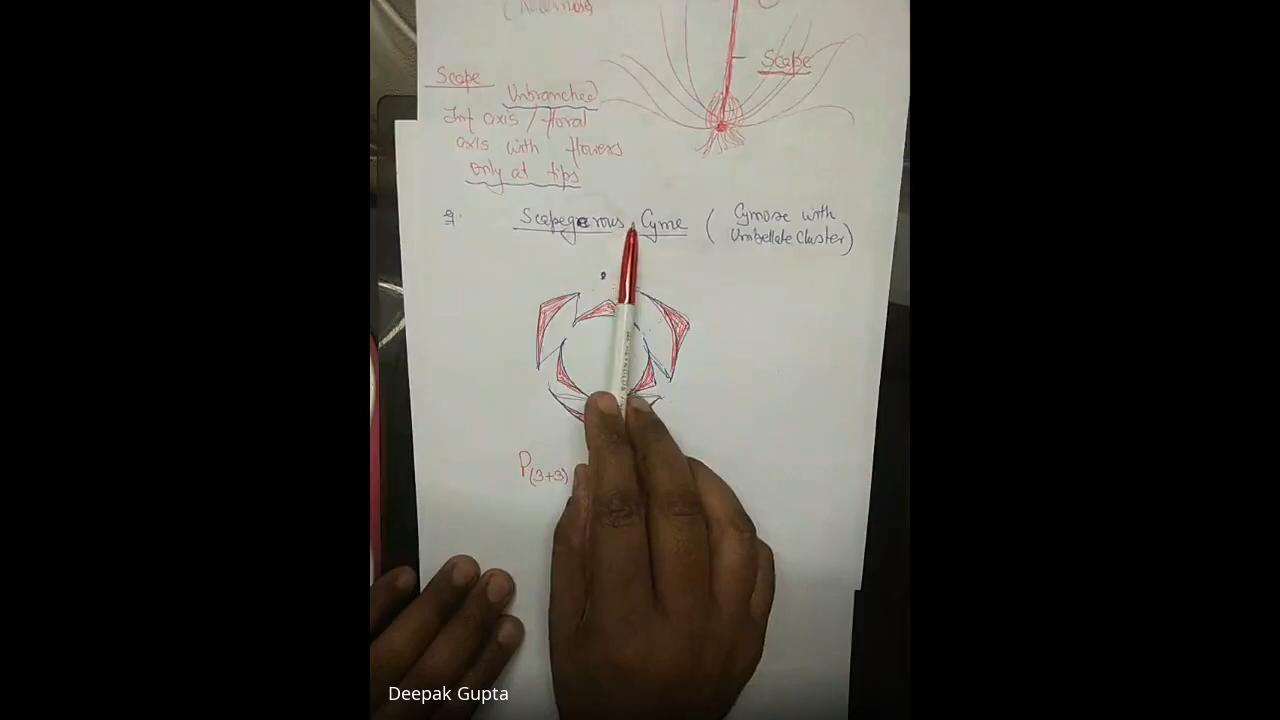 Scape
Scape
Unbranched
Inf axis / floral
axis with flowers
only at tips
Scapegerous Cyme ( Cymose with
Umbellate Cluster)
P(3+3)
Deepak Gupta